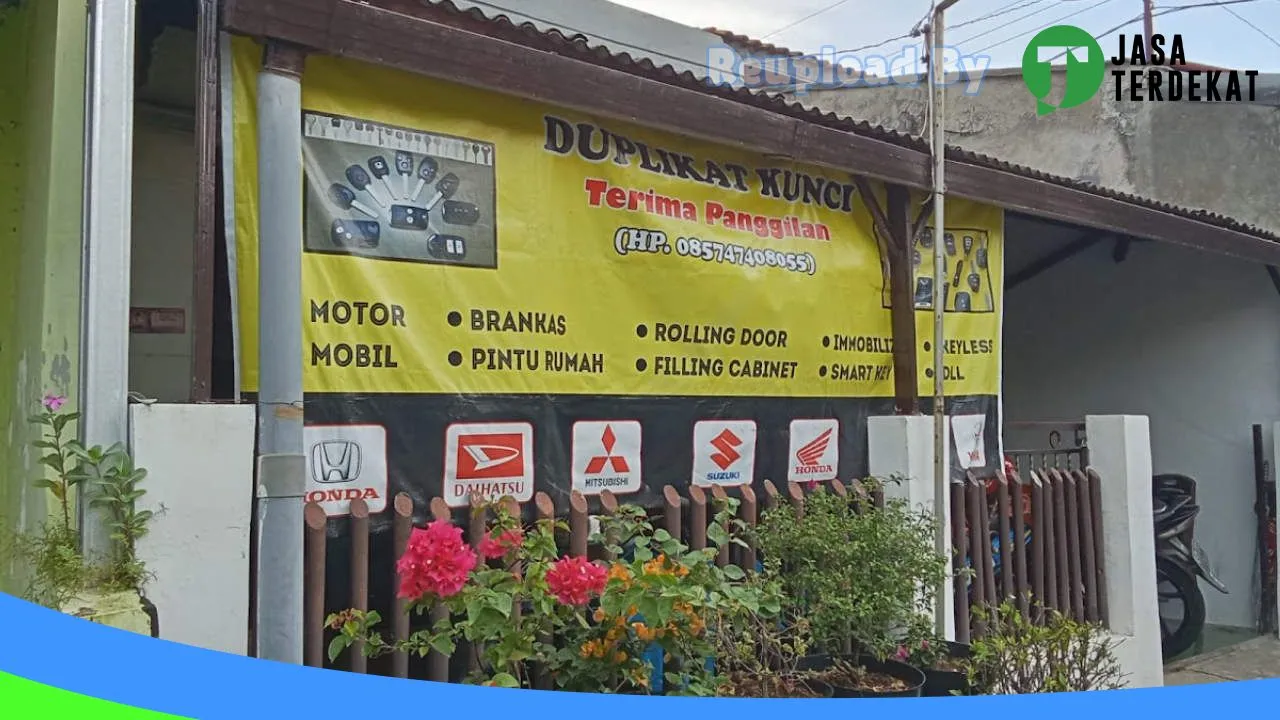 Reupload By
JASA
TERDEKAT
DUPLIKAT KUNCI
Terima Panggilan
(HP. 085747408055)
MOTOR
MOBIL
● BRANKAS
● PINTU RUMAH
● ROLLING DOOR
● FILLING CABINET
● IMMOBILIZ
● SMART KEY
● KEYLESS
● DLL
HONDA
DAIHATSU
MITSUBISHI
SUZUKI
HONDA